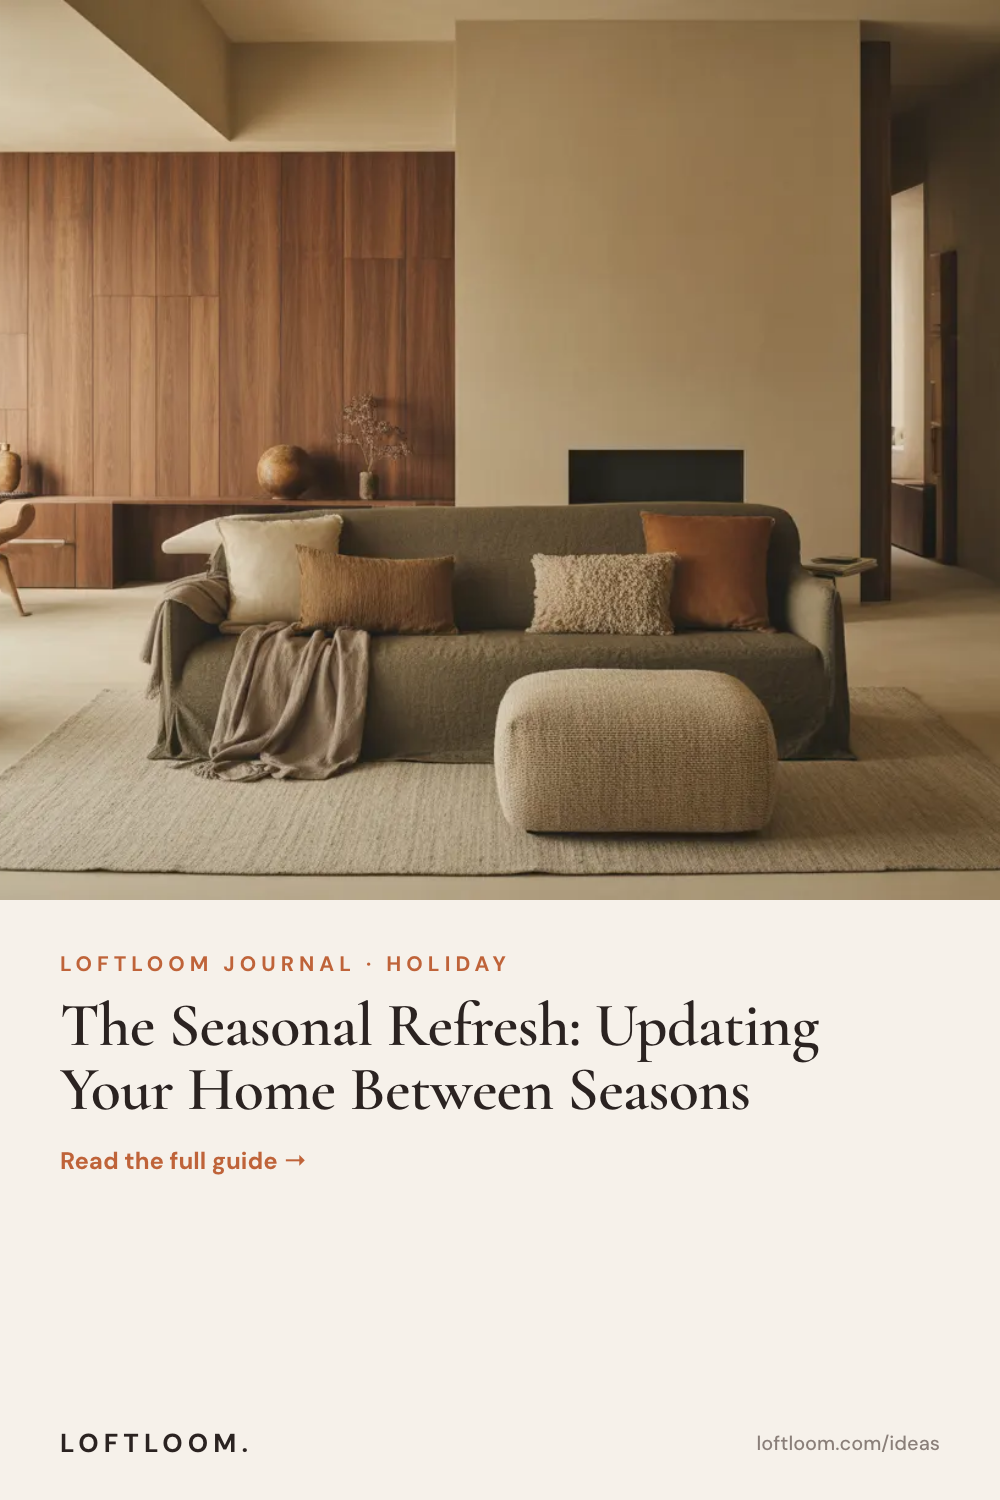 LOFTLOOM JOURNAL · HOLIDAY
The Seasonal Refresh: Updating
Your Home Between Seasons
Read the full guide →
LOFTLOOM.
loftloom.com/ideas